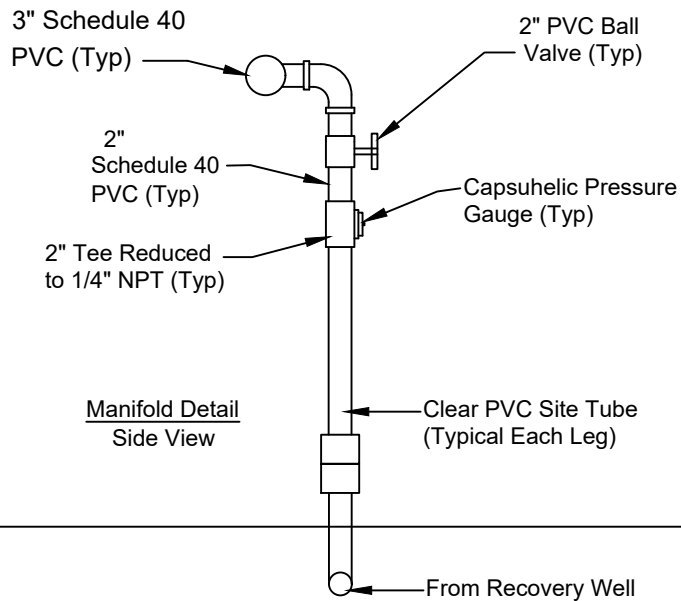 3" Schedule 40
PVC (Typ)
2" PVC Ball
Valve (Typ)
2"
Schedule 40
PVC (Typ)
Capsuhelic Pressure
Gauge (Typ)
2" Tee Reduced
to 1/4" NPT (Typ)
Manifold Detail
Side View
Clear PVC Site Tube
(Typical Each Leg)
From Recovery Well